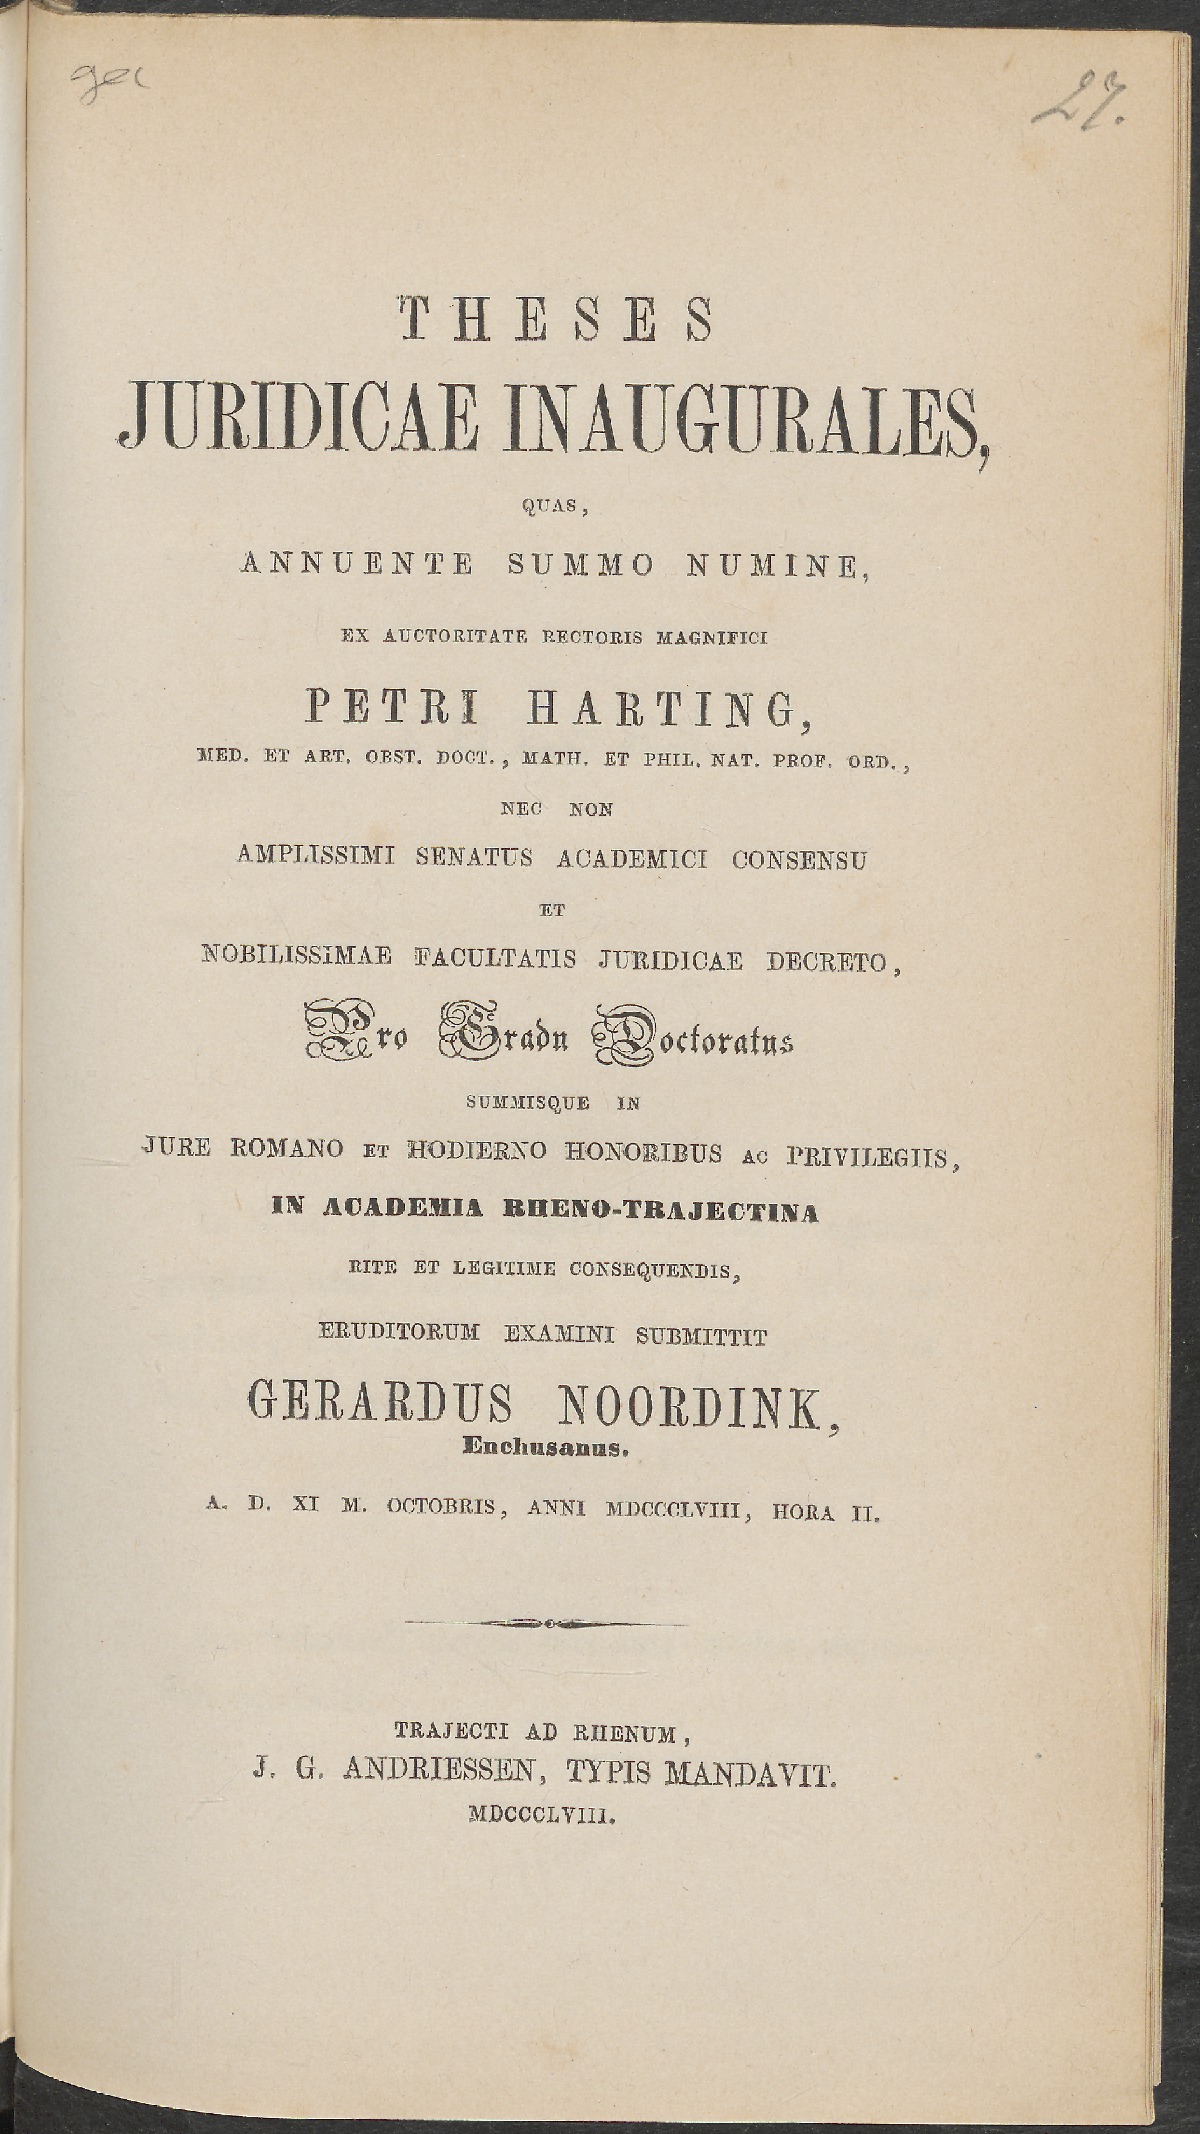 27.
THESES
JURIDICAE INAUGURALES,
QUAS,
ANNUENTE SUMMO NUMINE,
EX AUCTORITATE RECTORIS MAGNIFICI
PETRI HARTING,
MED. ET ART. OBST. DOCT., MATH. ET PHIL. NAT. PROF. ORD.,
NEC NON
AMPLISSIMI SENATUS ACADEMICI CONSENSU
ET
NOBILISSIMAE FACULTATIS JURIDICAE DECRETO,
Pro Gradu Doctoratus
SUMMISQUE IN
JURE ROMANO ET HODIERNO HONORIBUS AC PRIVILEGIIS,
IN ACADEMIA RHENO-TRAJECTINA
RITE ET LEGITIME CONSEQUENDIS,
ERUDITORUM EXAMINI SUBMITTIT
GERARDUS NOORDINK,
Enchusanus.
A. D. XI M. OCTOBRIS, ANNI MDCCCLVIII, HORA II.
TRAJECTI AD RHENUM,
J. G. ANDRIESSEN, TYPIS MANDAVIT.
MDCCCLVIII.